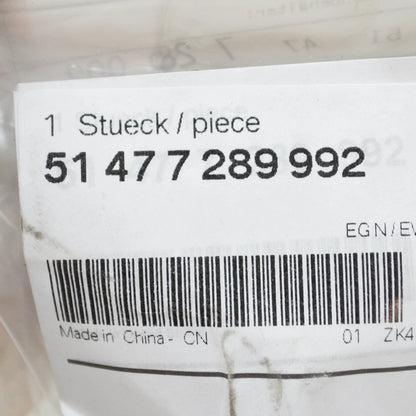 1 Stueck / piece
51 47 7 289 992
EGN/EV
Made in China - CN 01 ZK4